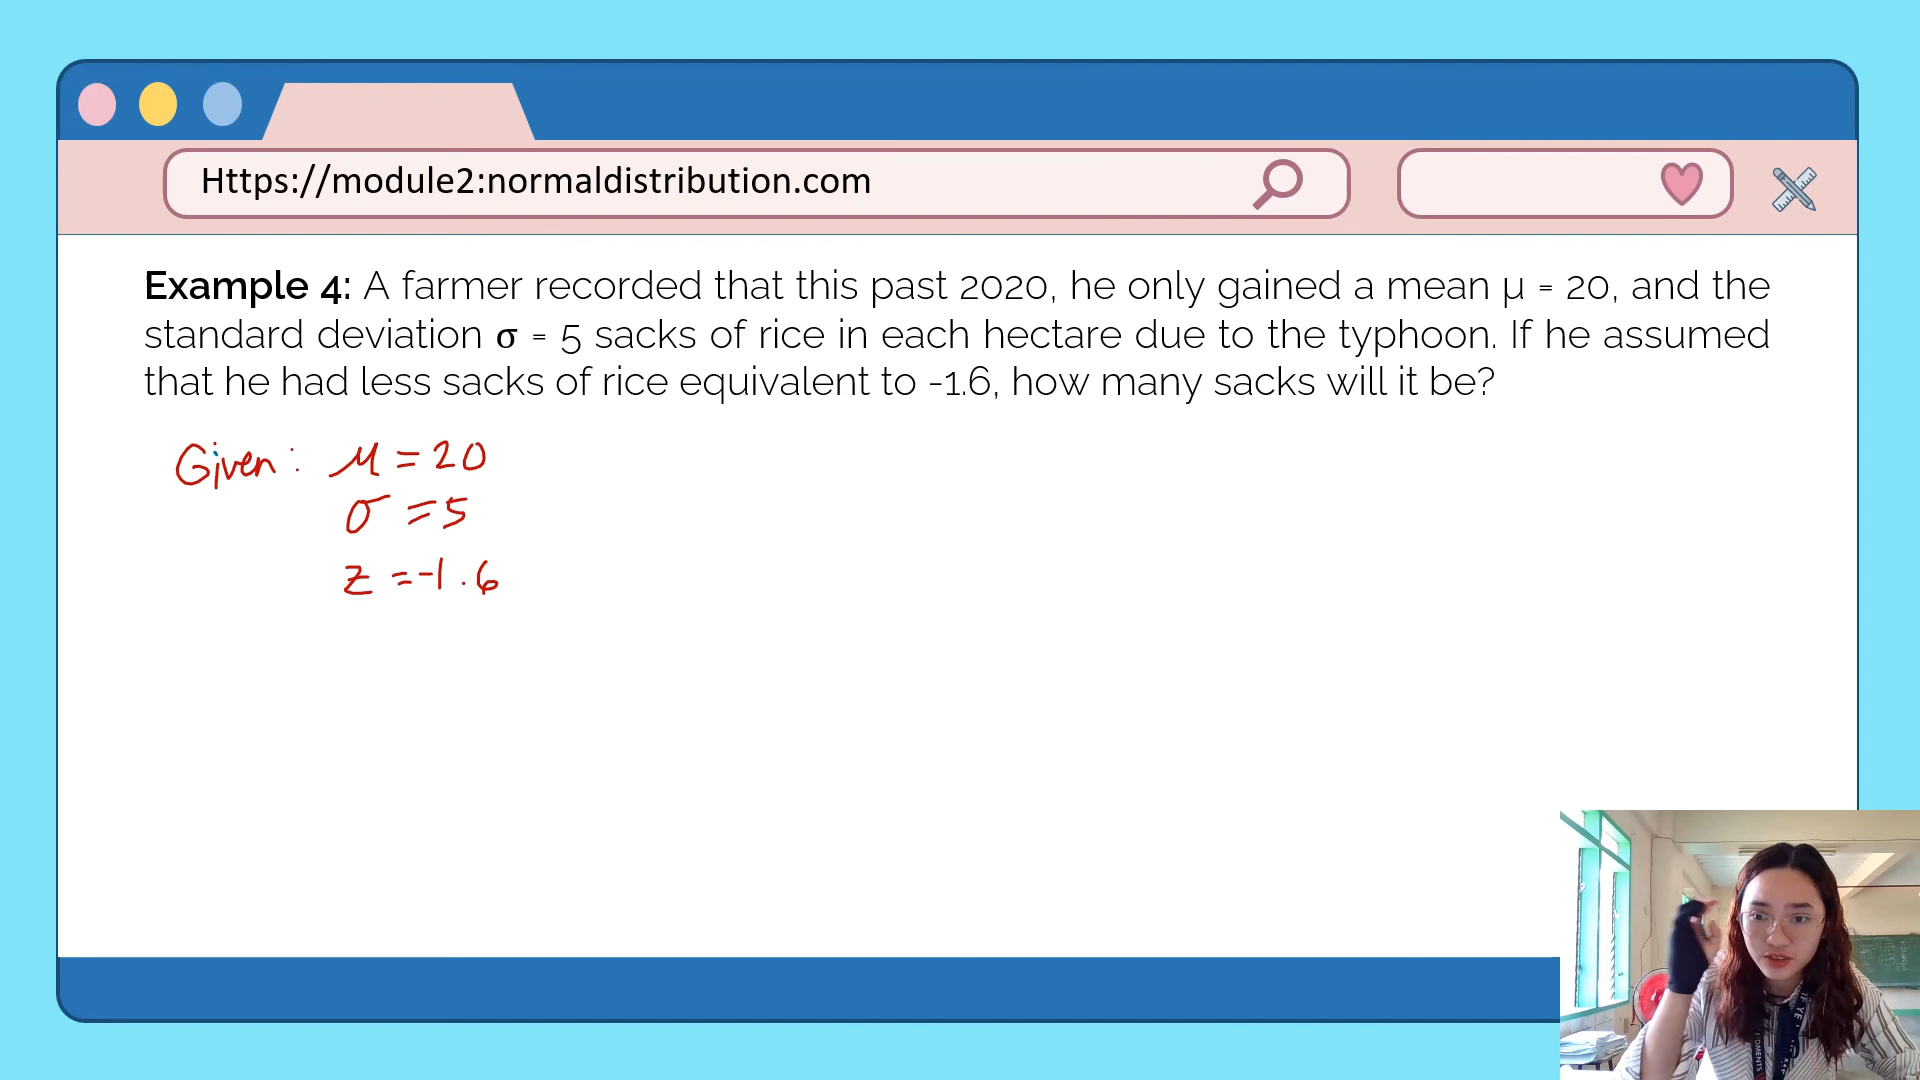 Https://module2:normaldistribution.com
Example 4: A farmer recorded that this past 2020, he only gained a mean μ = 20, and the
standard deviation σ = 5 sacks of rice in each hectare due to the typhoon. If he assumed
that he had less sacks of rice equivalent to -1.6, how many sacks will it be?
Given: μ = 20
σ = 5
z = -1.6